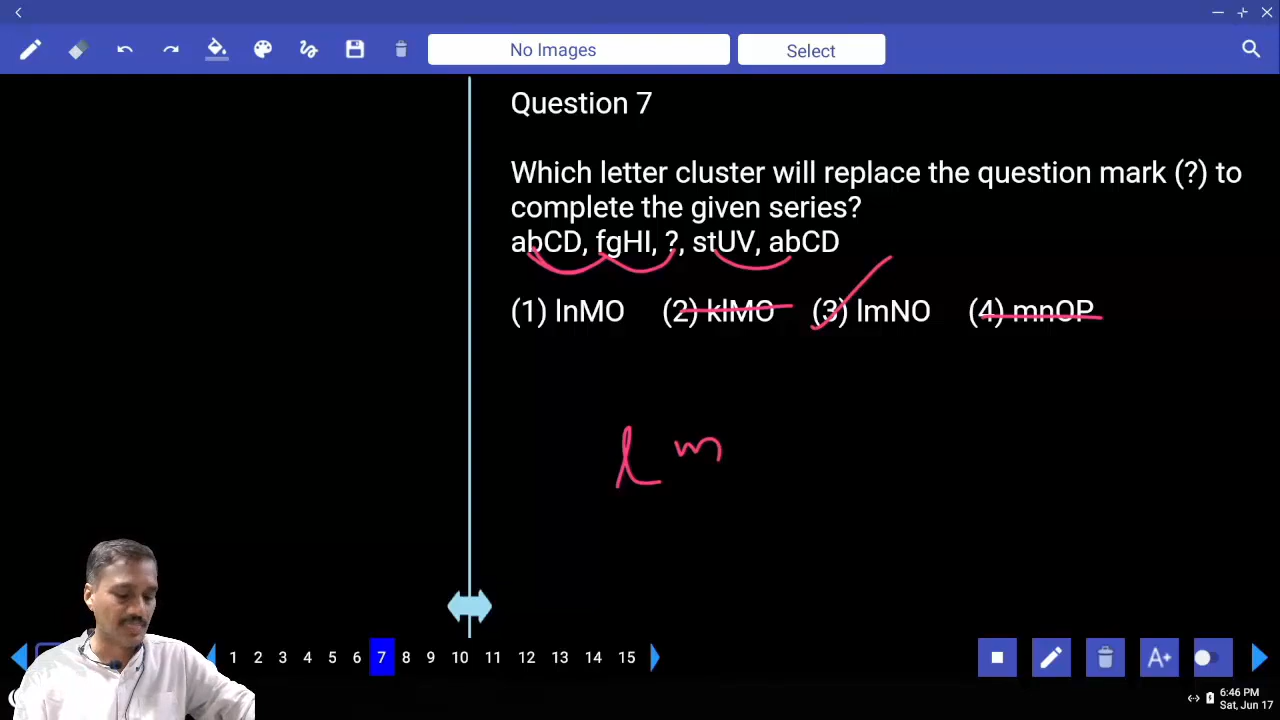 No Images
Select
Question 7
Which letter cluster will replace the question mark (?) to
complete the given series?
abCD, fgHI, ?, stUV, abCD
(1) lnMO (2) klMO (3) lmNO (4) mnOP
l m
1 2 3 4 5 6 7 8 9 10 11 12 13 14 15
A+
6:46 PM
Sat, Jun 17